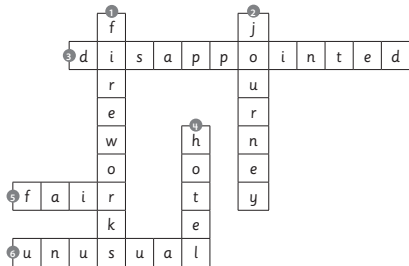 1 2
f j
3 d i s a p p o i n t e d
r u
e r
4
w h n
o o e
5 f a i r t y
k e
6 u n u s u a l